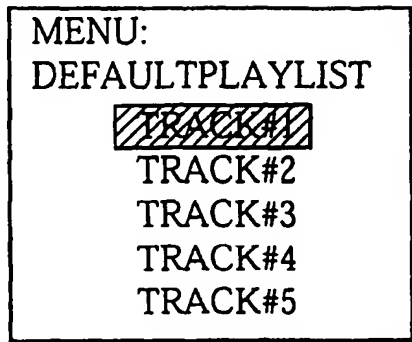 MENU:
DEFAULTPLAYLIST
TRACK#1
TRACK#2
TRACK#3
TRACK#4
TRACK#5